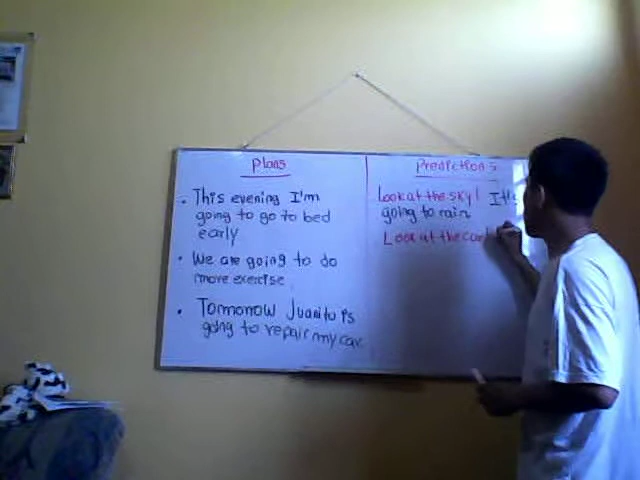 Plans
• This evening I'm
going to go to bed
early
• We are going to do
more exercise
• Tomorrow Juanito is
going to repair my car
Predictions
Look at the sky! It's
going to rain
Look at the